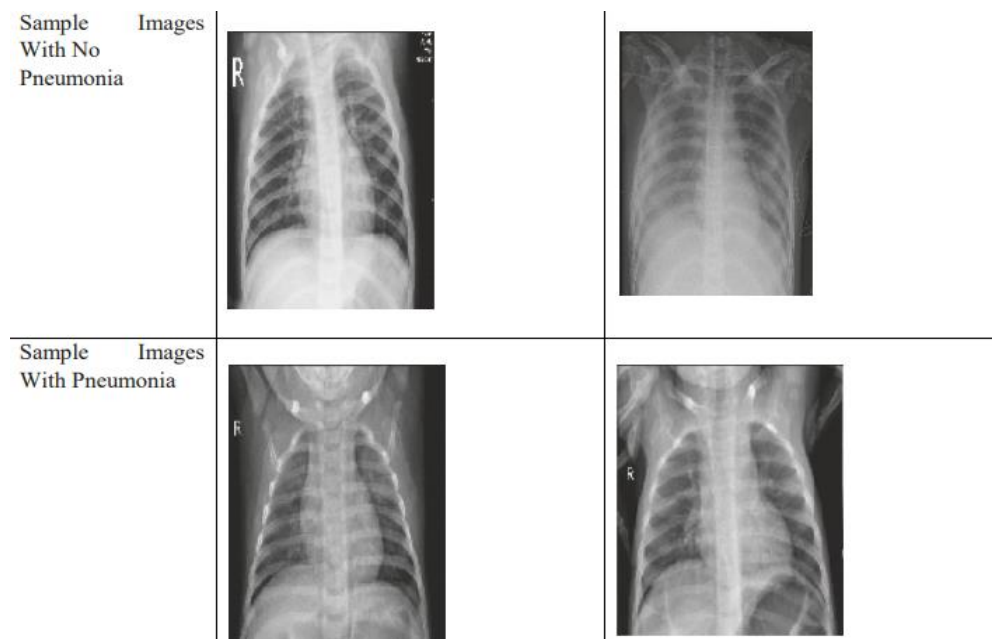 Sample Images
With No
Pneumonia
R
Sample Images
With Pneumonia
R
R